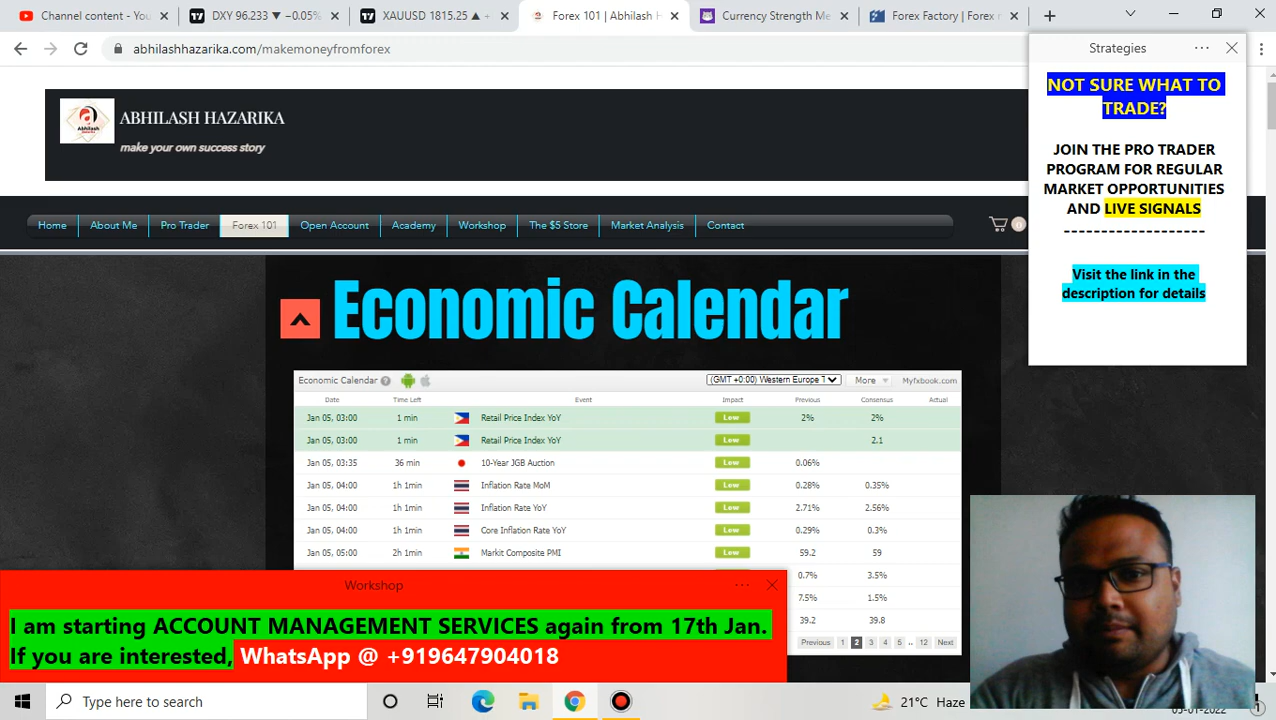 Channel content - You
DXY 96.233 ▼ −0.05%
XAUUSD 1815.25 ▲ +
Forex 101 | Abhilash H
Currency Strength Me
Forex Factory | Forex
abhilashhazarika.com/makemoneyfromforex
Strategies
NOT SURE WHAT TO
TRADE?
JOIN THE PRO TRADER
PROGRAM FOR REGULAR
MARKET OPPORTUNITIES
AND LIVE SIGNALS
--------------------
Visit the link in the
description for details
Abhilash
ABHILASH HAZARIKA
make your own success story
Home About Me Pro Trader Forex 101 Open Account Academy Workshop The $5 Store Market Analysis Contact 0
Economic Calendar
Economic Calendar (GMT +0:00) Western Europe T More Myfxbook.com
Date Time Left Event Impact Previous Consensus Actual
Jan 05, 03:00 1 min Retail Price Index YoY Low 2% 2%
Jan 05, 03:00 1 min Retail Price Index YoY Low 2.1
Jan 05, 03:35 36 min 10-Year JGB Auction Low 0.06%
Jan 05, 04:00 1h 1min Inflation Rate MoM Low 0.28% 0.35%
Jan 05, 04:00 1h 1min Inflation Rate YoY Low 2.71% 2.56%
Jan 05, 04:00 1h 1min Core Inflation Rate YoY Low 0.29% 0.3%
Jan 05, 05:00 2h 1min Markit Composite PMI Low 59.2 59
0.7% 3.5%
7.5% 1.5%
39.2 39.8
Previous 1 2 3 4 5 .. 12 Next
Workshop
I am starting ACCOUNT MANAGEMENT SERVICES again from 17th Jan.
If you are interested, WhatsApp @ +919647904018
Type here to search
21°C Haze
05-01-2022